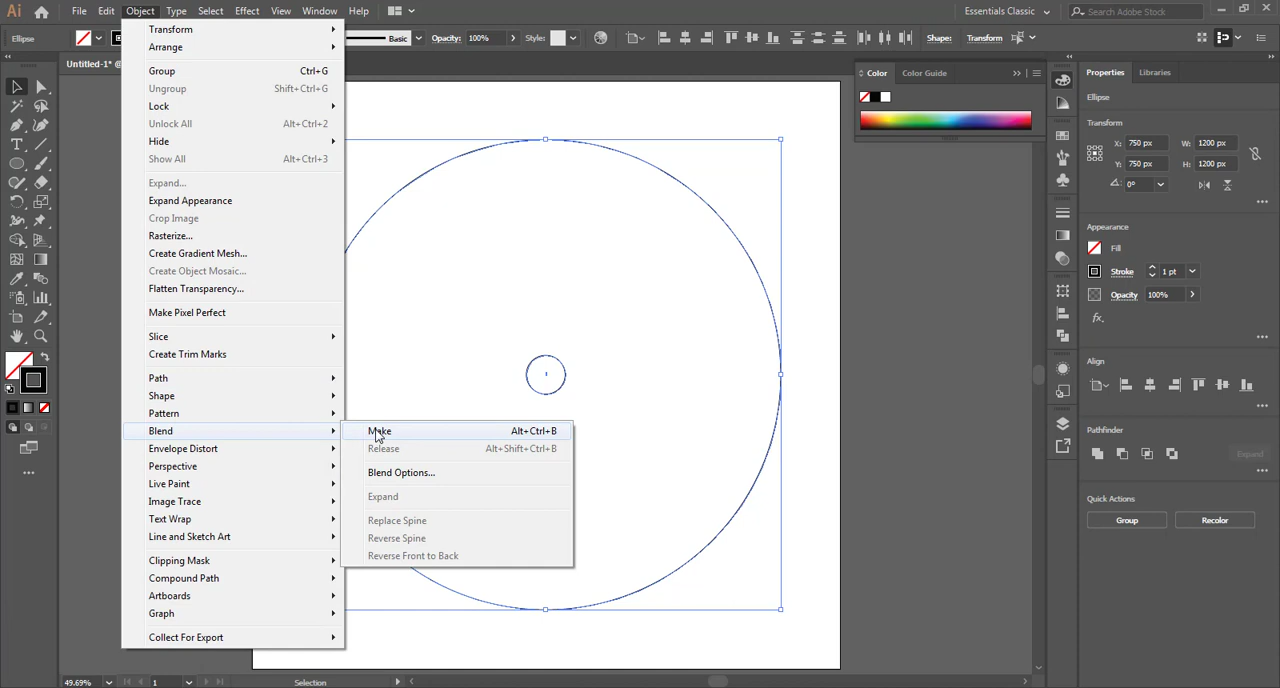 Ai File Edit Object Type Select Effect View Window Help Essentials Classic Search Adobe Stock
Ellipse Basic Opacity: 100% Style: Shape: Transform
Untitled-1* @
Transform
Arrange
Group Ctrl+G
Ungroup Shift+Ctrl+G
Lock
Unlock All Alt+Ctrl+2
Hide
Show All Alt+Ctrl+3
Expand...
Expand Appearance
Crop Image
Rasterize...
Create Gradient Mesh...
Create Object Mosaic...
Flatten Transparency...
Make Pixel Perfect
Slice
Create Trim Marks
Path
Shape
Pattern
Blend
Envelope Distort
Perspective
Live Paint
Image Trace
Text Wrap
Line and Sketch Art
Clipping Mask
Compound Path
Artboards
Graph
Collect For Export
Make Alt+Ctrl+B
Release Alt+Shift+Ctrl+B
Blend Options...
Expand
Replace Spine
Reverse Spine
Reverse Front to Back
Color Color Guide
Properties Libraries
Ellipse
Transform
X: 750 px W: 1200 px
Y: 750 px H: 1200 px
0°
Appearance
Fill
Stroke 1 pt
Opacity 100%
fx.
Align
Pathfinder
Expand
Quick Actions
Group Recolor
49.69% 1 Selection